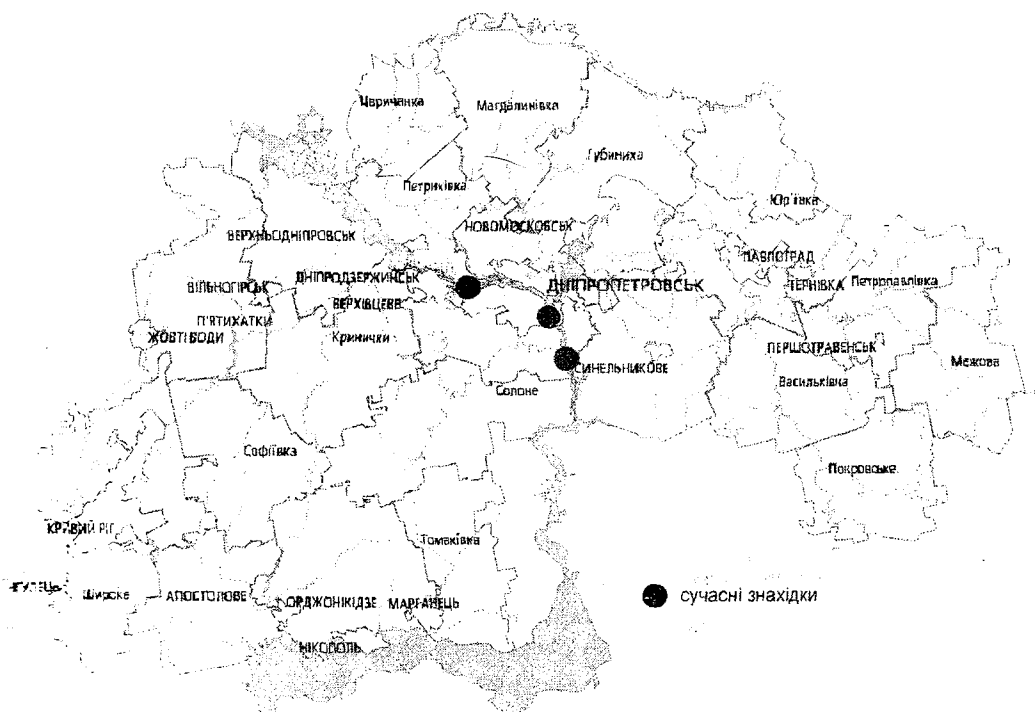 Царичанка
Магдалинівка
Губиниха
Петриківка
Юр'ївка
НОВОМОСКОВСЬК
ВЕРХНЬОДНІПРОВСЬК
ПАВЛОГРАД
ДНІПРОДЗЕРЖИНСЬК
ДНІПРОПЕТРОВСЬК
ТЕРНІВКА
Петропавлівка
ВІЛЬНОГІРСЬК
ВЕРХІВЦЕВЕ
П'ЯТИХАТКИ
ЖОВТІ ВОДИ
Кринички
ПЕРШОТРАВЕНСЬК
Межова
СИНЕЛЬНИКОВЕ
Васильківка
Солоне
Софіївка
Покровське
КРИВИЙ РІГ
Томаківка
ІНГУЛЕЦЬ
Широке
АПОСТОЛОВЕ
ОРДЖОНІКІДЗЕ
МАРГАНЕЦЬ
сучасні знахідки
НІКОПОЛЬ